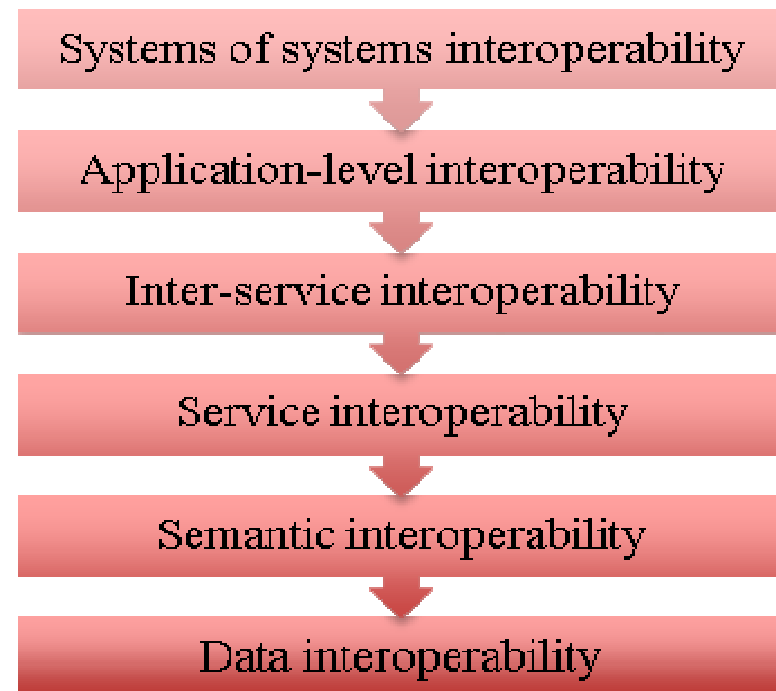 Systems of systems interoperability
Application-level interoperability
Inter-service interoperability
Service interoperability
Semantic interoperability
Data interoperability